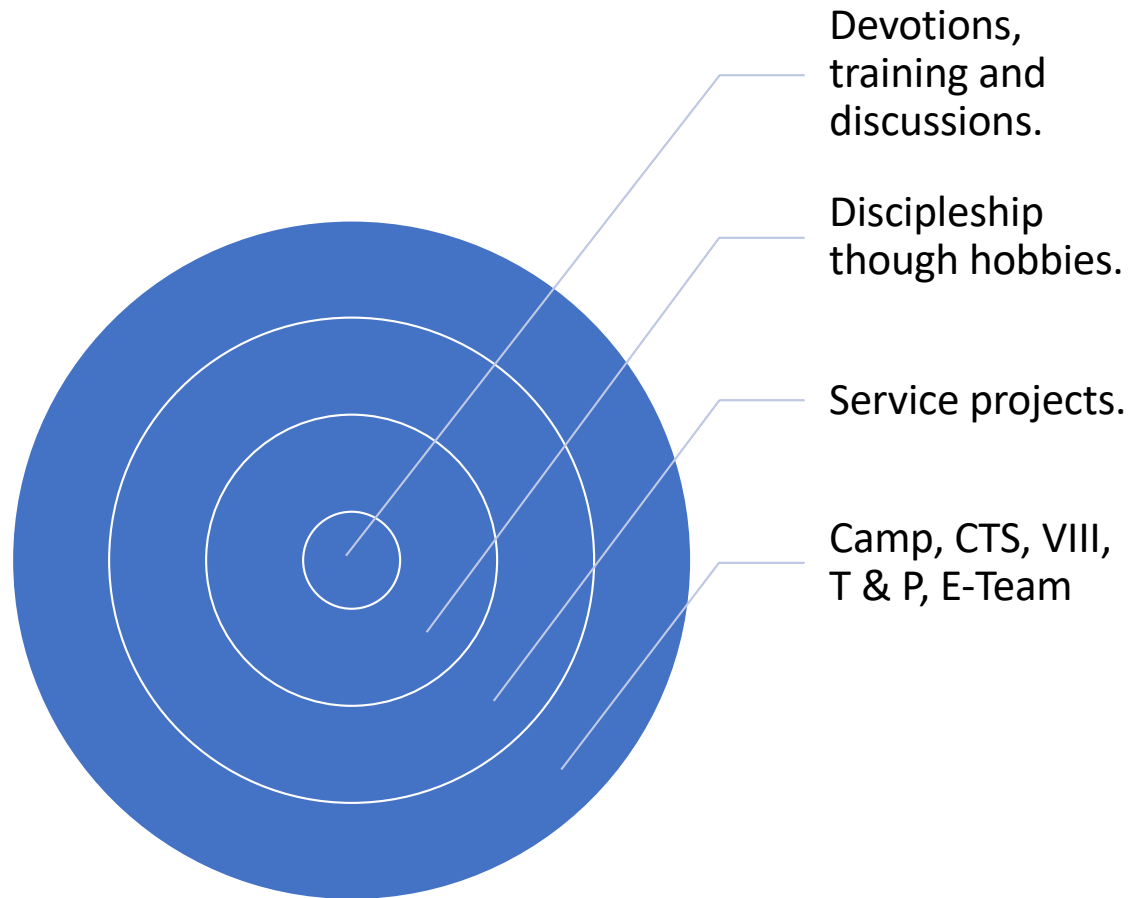 Devotions,
training and
discussions.
Discipleship
though hobbies.
Service projects.
Camp, CTS, VIII,
T & P, E-Team